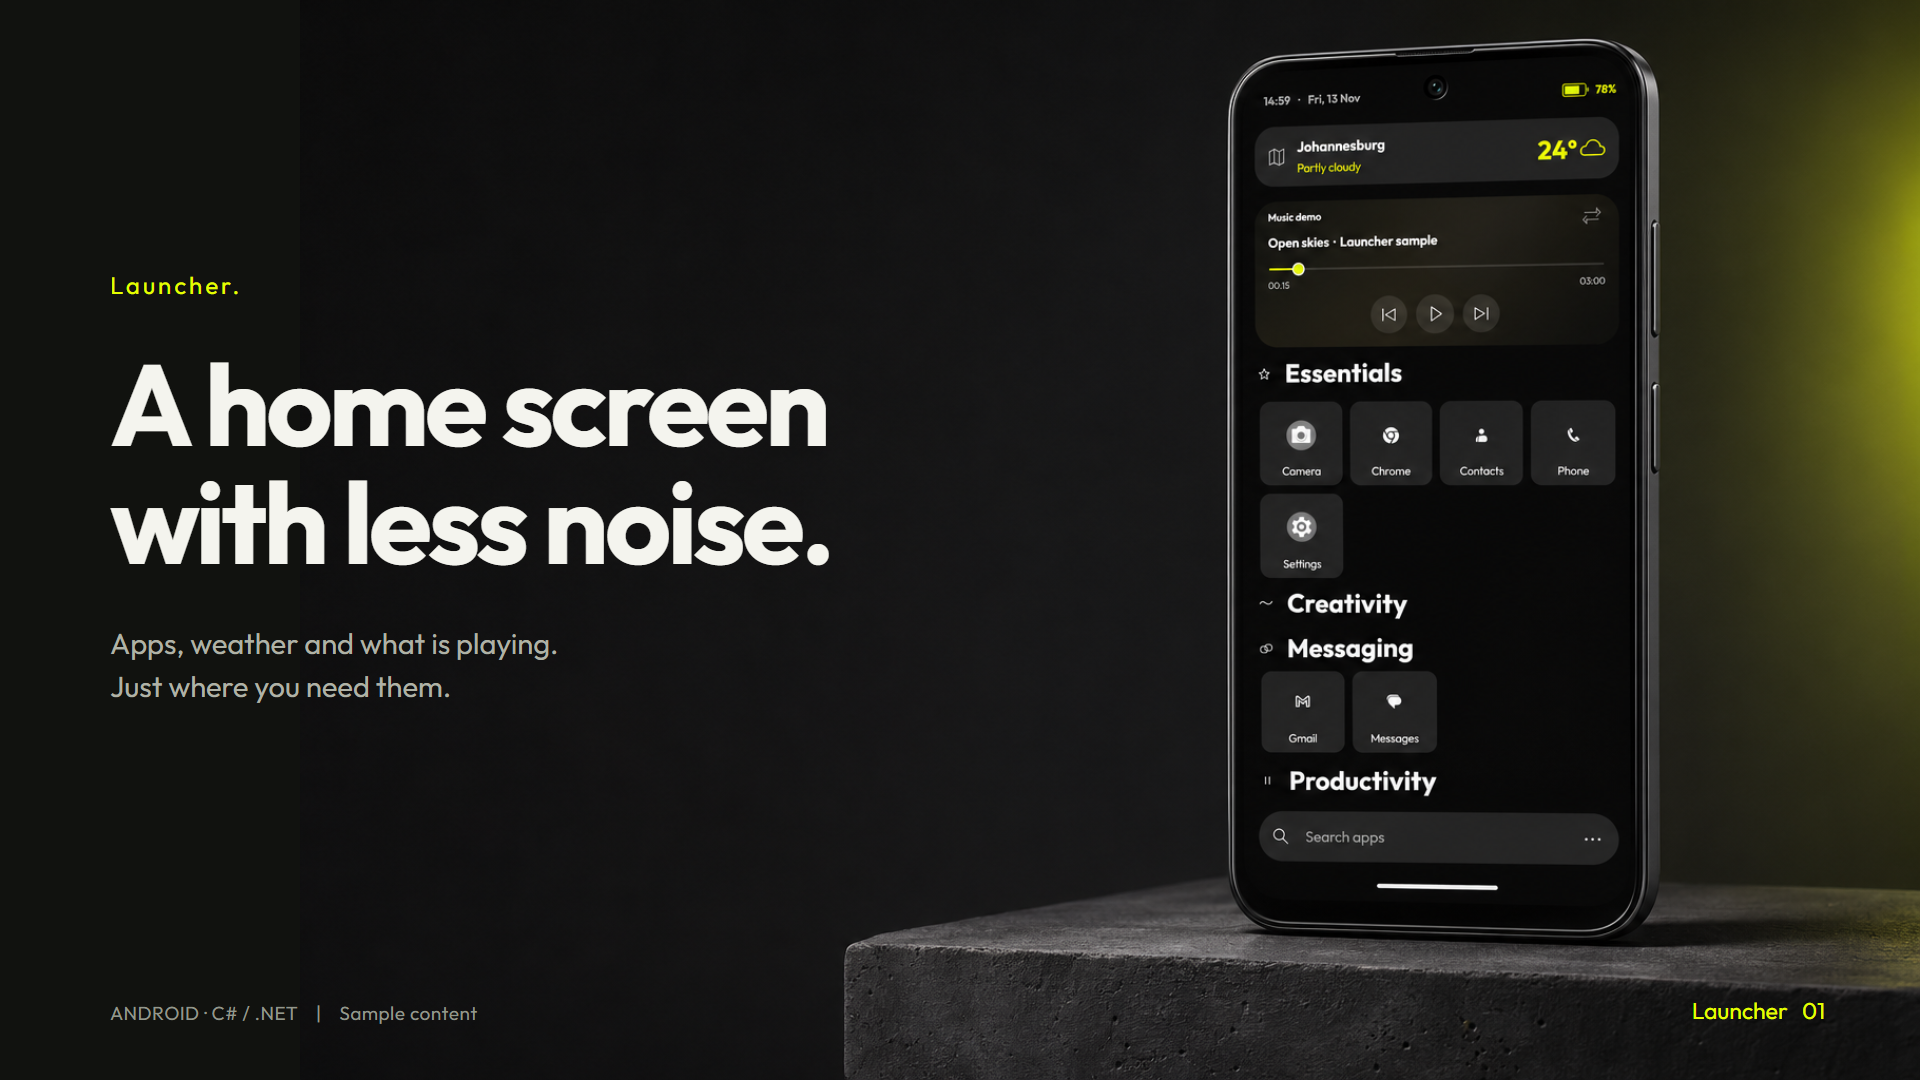 Launcher.
A home screen
with less noise.
Apps, weather and what is playing.
Just where you need them.
ANDROID · C# / .NET | Sample content
14:59 · Fri, 13 Nov
78%
Johannesburg
Partly cloudy
24°
Music demo
Open skies · Launcher sample
00:15
03:00
Essentials
Camera
Chrome
Contacts
Phone
Settings
Creativity
Messaging
Gmail
Messages
Productivity
Search apps
Launcher 01